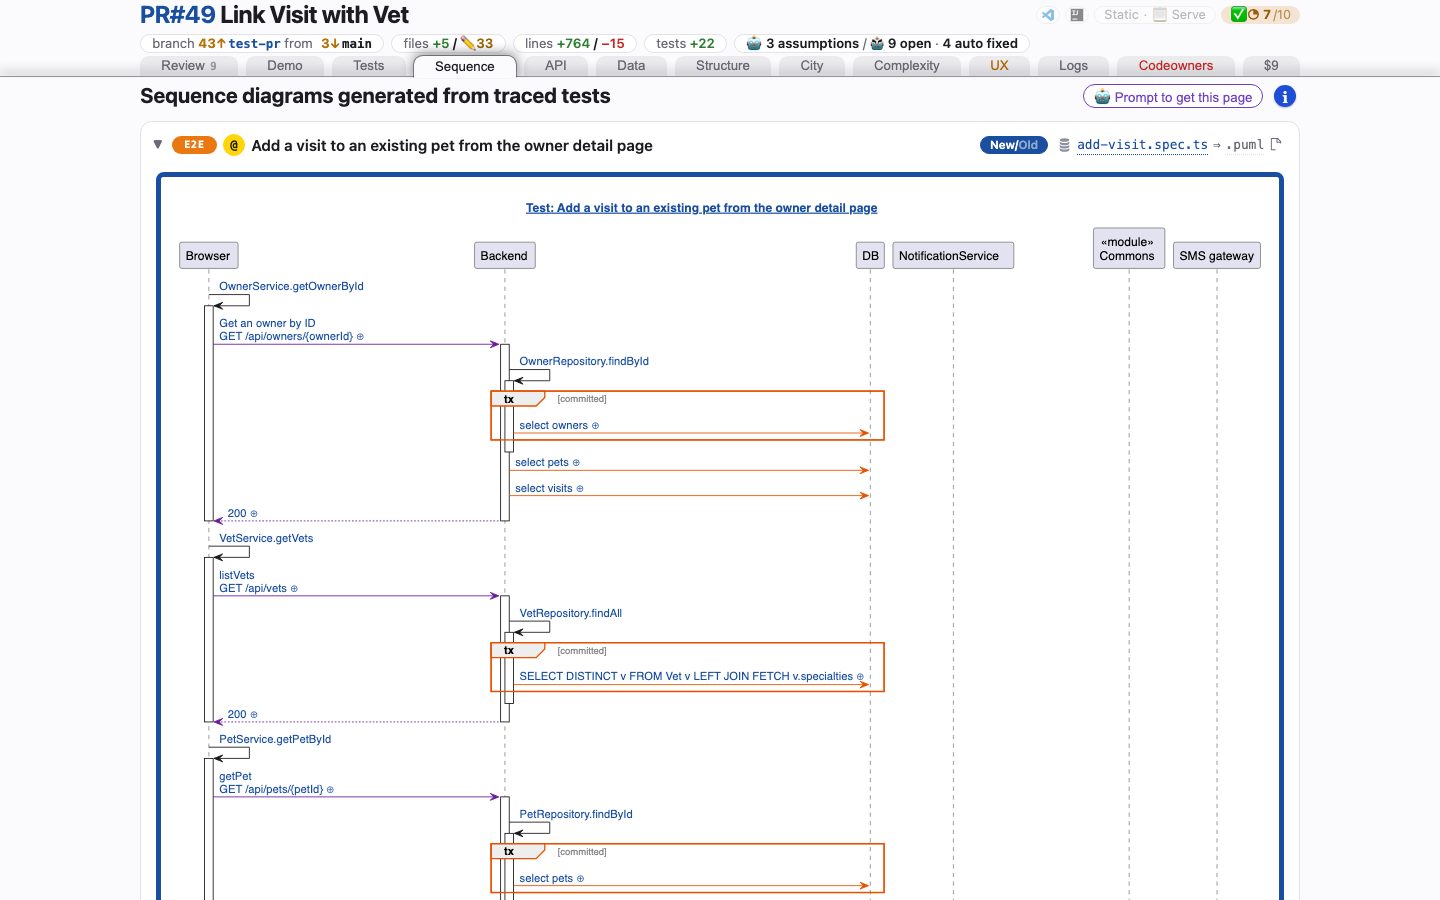 PR#49 Link Visit with Vet
Static · Serve
7/10
branch 43↑ test-pr from 3↓ main
files +5 / ✏️33
lines +764 / −15
tests +22
3 assumptions / 9 open · 4 auto fixed
Review 9
Demo
Tests
Sequence
API
Data
Structure
City
Complexity
UX
Logs
Codeowners
$9
Sequence diagrams generated from traced tests
Prompt to get this page
i
▼ E2E @ Add a visit to an existing pet from the owner detail page
New/Old
add-visit.spec.ts ⇒ .puml
Test: Add a visit to an existing pet from the owner detail page
Browser
Backend
DB
NotificationService
«module»
Commons
SMS gateway
OwnerService.getOwnerById
Get an owner by ID
GET /api/owners/{ownerId} ⊕
OwnerRepository.findById
tx [committed]
select owners ⊕
select pets ⊕
select visits ⊕
200 ⊕
VetService.getVets
listVets
GET /api/vets ⊕
VetRepository.findAll
tx [committed]
SELECT DISTINCT v FROM Vet v LEFT JOIN FETCH v.specialties ⊕
200 ⊕
PetService.getPetById
getPet
GET /api/pets/{petId} ⊕
PetRepository.findById
tx [committed]
select pets ⊕